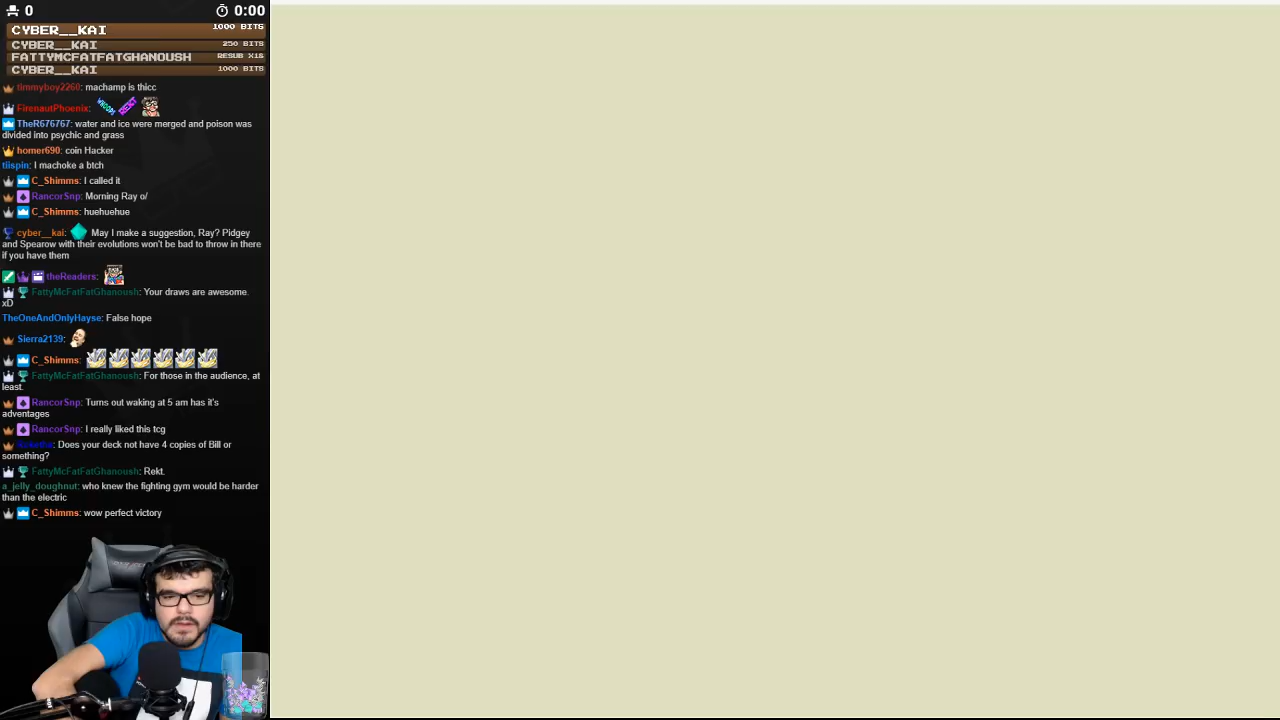 0 0:00
CYBER__KAI 1000 BITS
CYBER__KAI 250 BITS
FATTYMCFATFATGHANOUSH RESUB X18
CYBER__KAI 1000 BITS
timmyboy2260: machamp is thicc
FirenautPhoenix:
TheR676767: water and ice were merged and poison was
divided into psychic and grass
homer690: coin Hacker
tlispin: I machoke a btch
C_Shimms: I called it
RancorSnp: Morning Ray o/
C_Shimms: huehuehue
cyber__kai: May I make a suggestion, Ray? Pidgey
and Spearow with their evolutions won't be bad to throw in there
if you have them
theReaders:
FattyMcFatFatGhanoush: Your draws are awesome.
xD
TheOneAndOnlyHayse: False hope
Sierra2139:
C_Shimms:
FattyMcFatFatGhanoush: For those in the audience, at
least.
RancorSnp: Turns out waking at 5 am has it's
adventages
RancorSnp: I really liked this tcg
Does your deck not have 4 copies of Bill or
something?
FattyMcFatFatGhanoush: Rekt.
a_jelly_doughnut: who knew the fighting gym would be harder
than the electric
C_Shimms: wow perfect victory